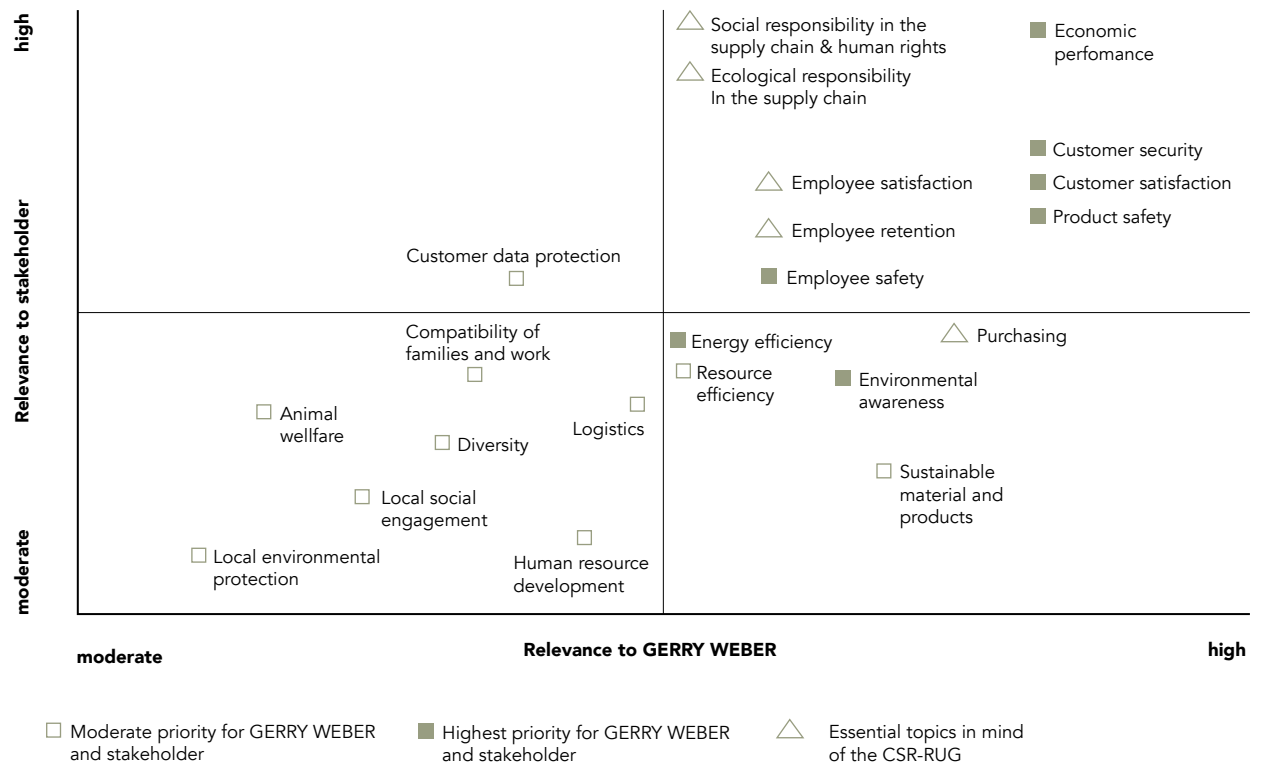 high
Relevance to stakeholder
moderate
Social responsibility in the
supply chain & human rights
Ecological responsibility
In the supply chain
Economic
perfomance
Customer security
Customer satisfaction
Product safety
Employee satisfaction
Employee retention
Employee safety
Customer data protection
Compatibility of
families and work
Energy efficiency
Resource
efficiency
Purchasing
Environmental
awareness
Animal
wellfare
Logistics
Diversity
Sustainable
material and
products
Local social
engagement
Local environmental
protection
Human resource
development
moderate
Relevance to GERRY WEBER
high
Moderate priority for GERRY WEBER
and stakeholder
Highest priority for GERRY WEBER
and stakeholder
Essential topics in mind
of the CSR-RUG